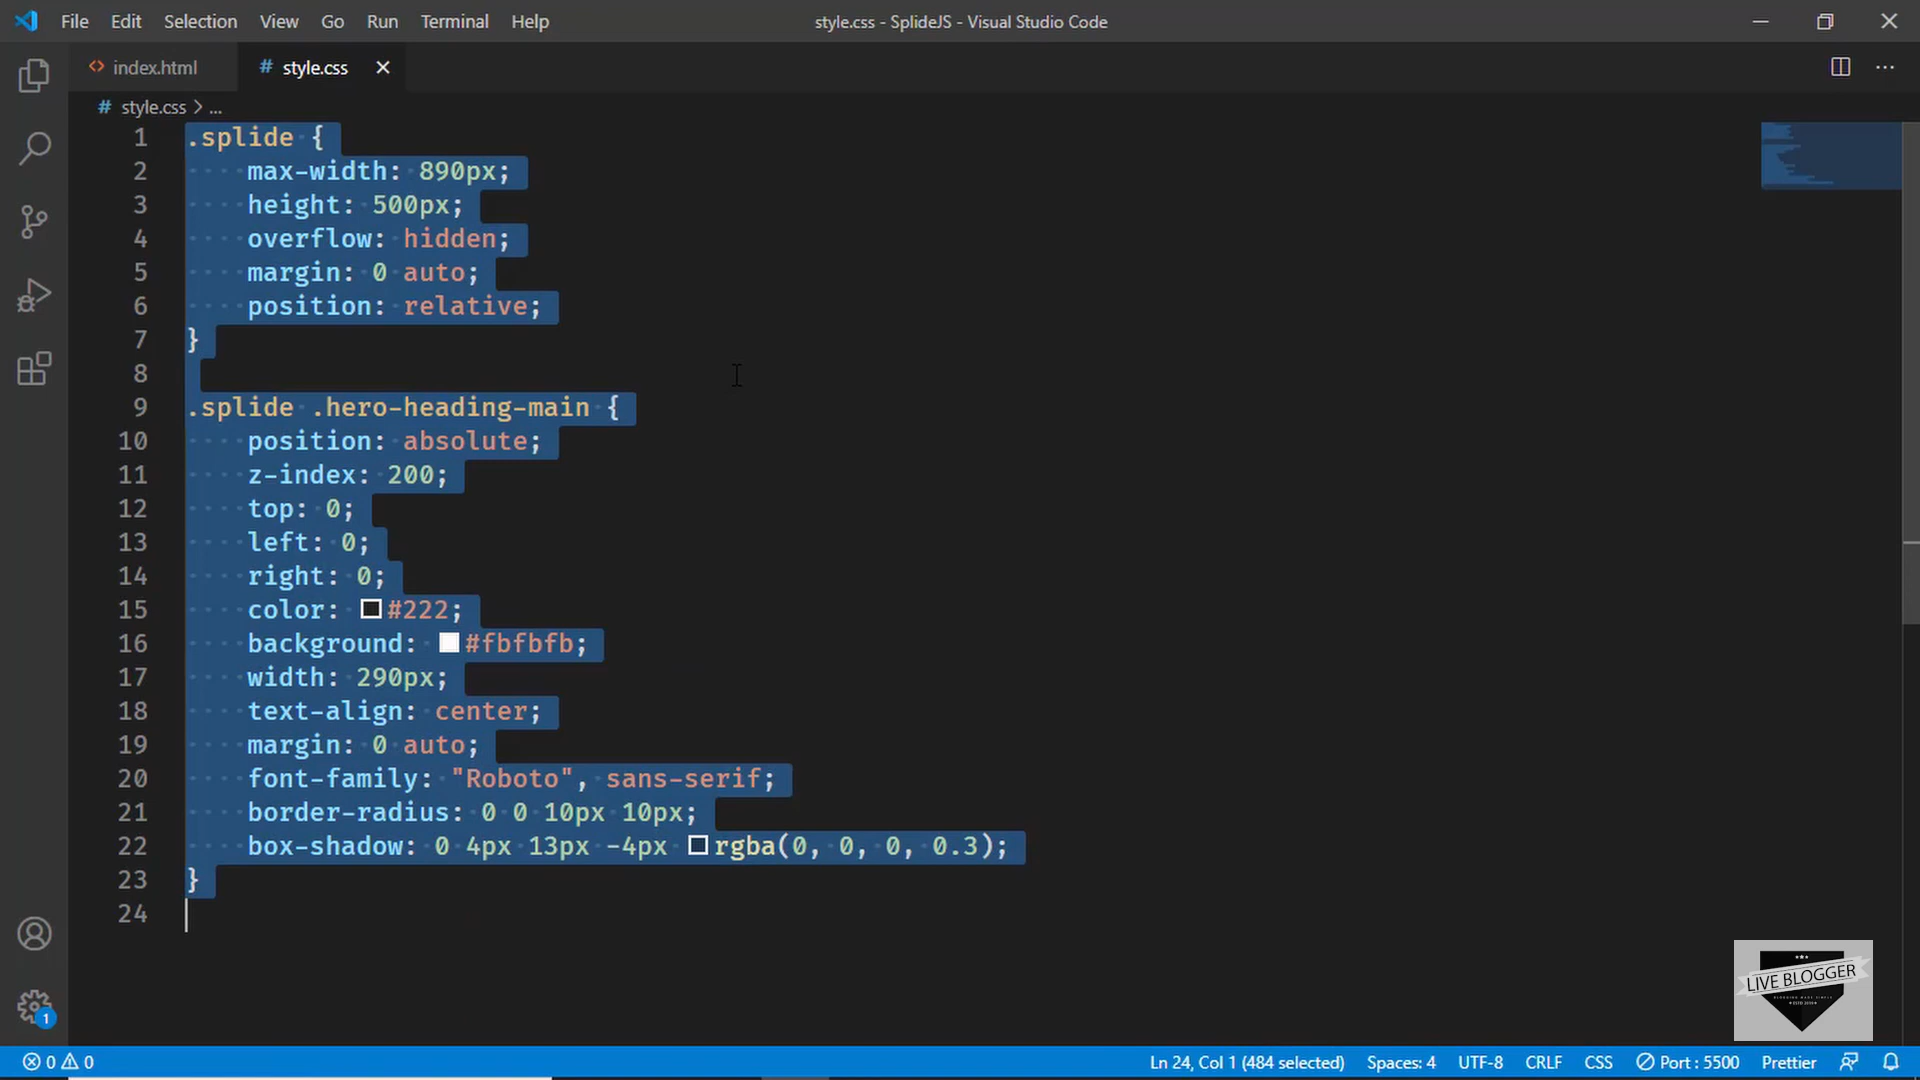 File Edit Selection View Go Run Terminal Help style.css - SplideJS - Visual Studio Code
index.html style.css
# style.css > ...
1 .splide {
2 max-width: 890px;
3 height: 500px;
4 overflow: hidden;
5 margin: 0 auto;
6 position: relative;
7 }
8
9 .splide .hero-heading-main {
10 position: absolute;
11 z-index: 200;
12 top: 0;
13 left: 0;
14 right: 0;
15 color: #222;
16 background: #fbfbfb;
17 width: 290px;
18 text-align: center;
19 margin: 0 auto;
20 font-family: "Roboto", sans-serif;
21 border-radius: 0 0 10px 10px;
22 box-shadow: 0 4px 13px -4px rgba(0, 0, 0, 0.3);
23 }
24
LIVE BLOGGER
1
0 0 Ln 24, Col 1 (484 selected) Spaces: 4 UTF-8 CRLF CSS Port : 5500 Prettier